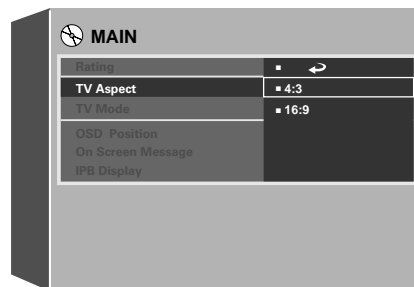 MAIN
Rating
TV Aspect
4:3
TV Mode
16:9
OSD Position
On Screen Message
IPB Display